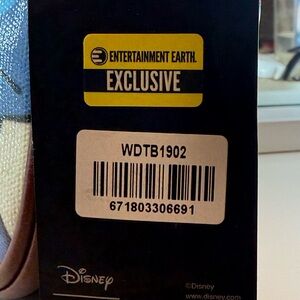 ENTERTAINMENT EARTH.
EXCLUSIVE
WDTB1902
671803306691
Disney
©Disney
www.disney.com